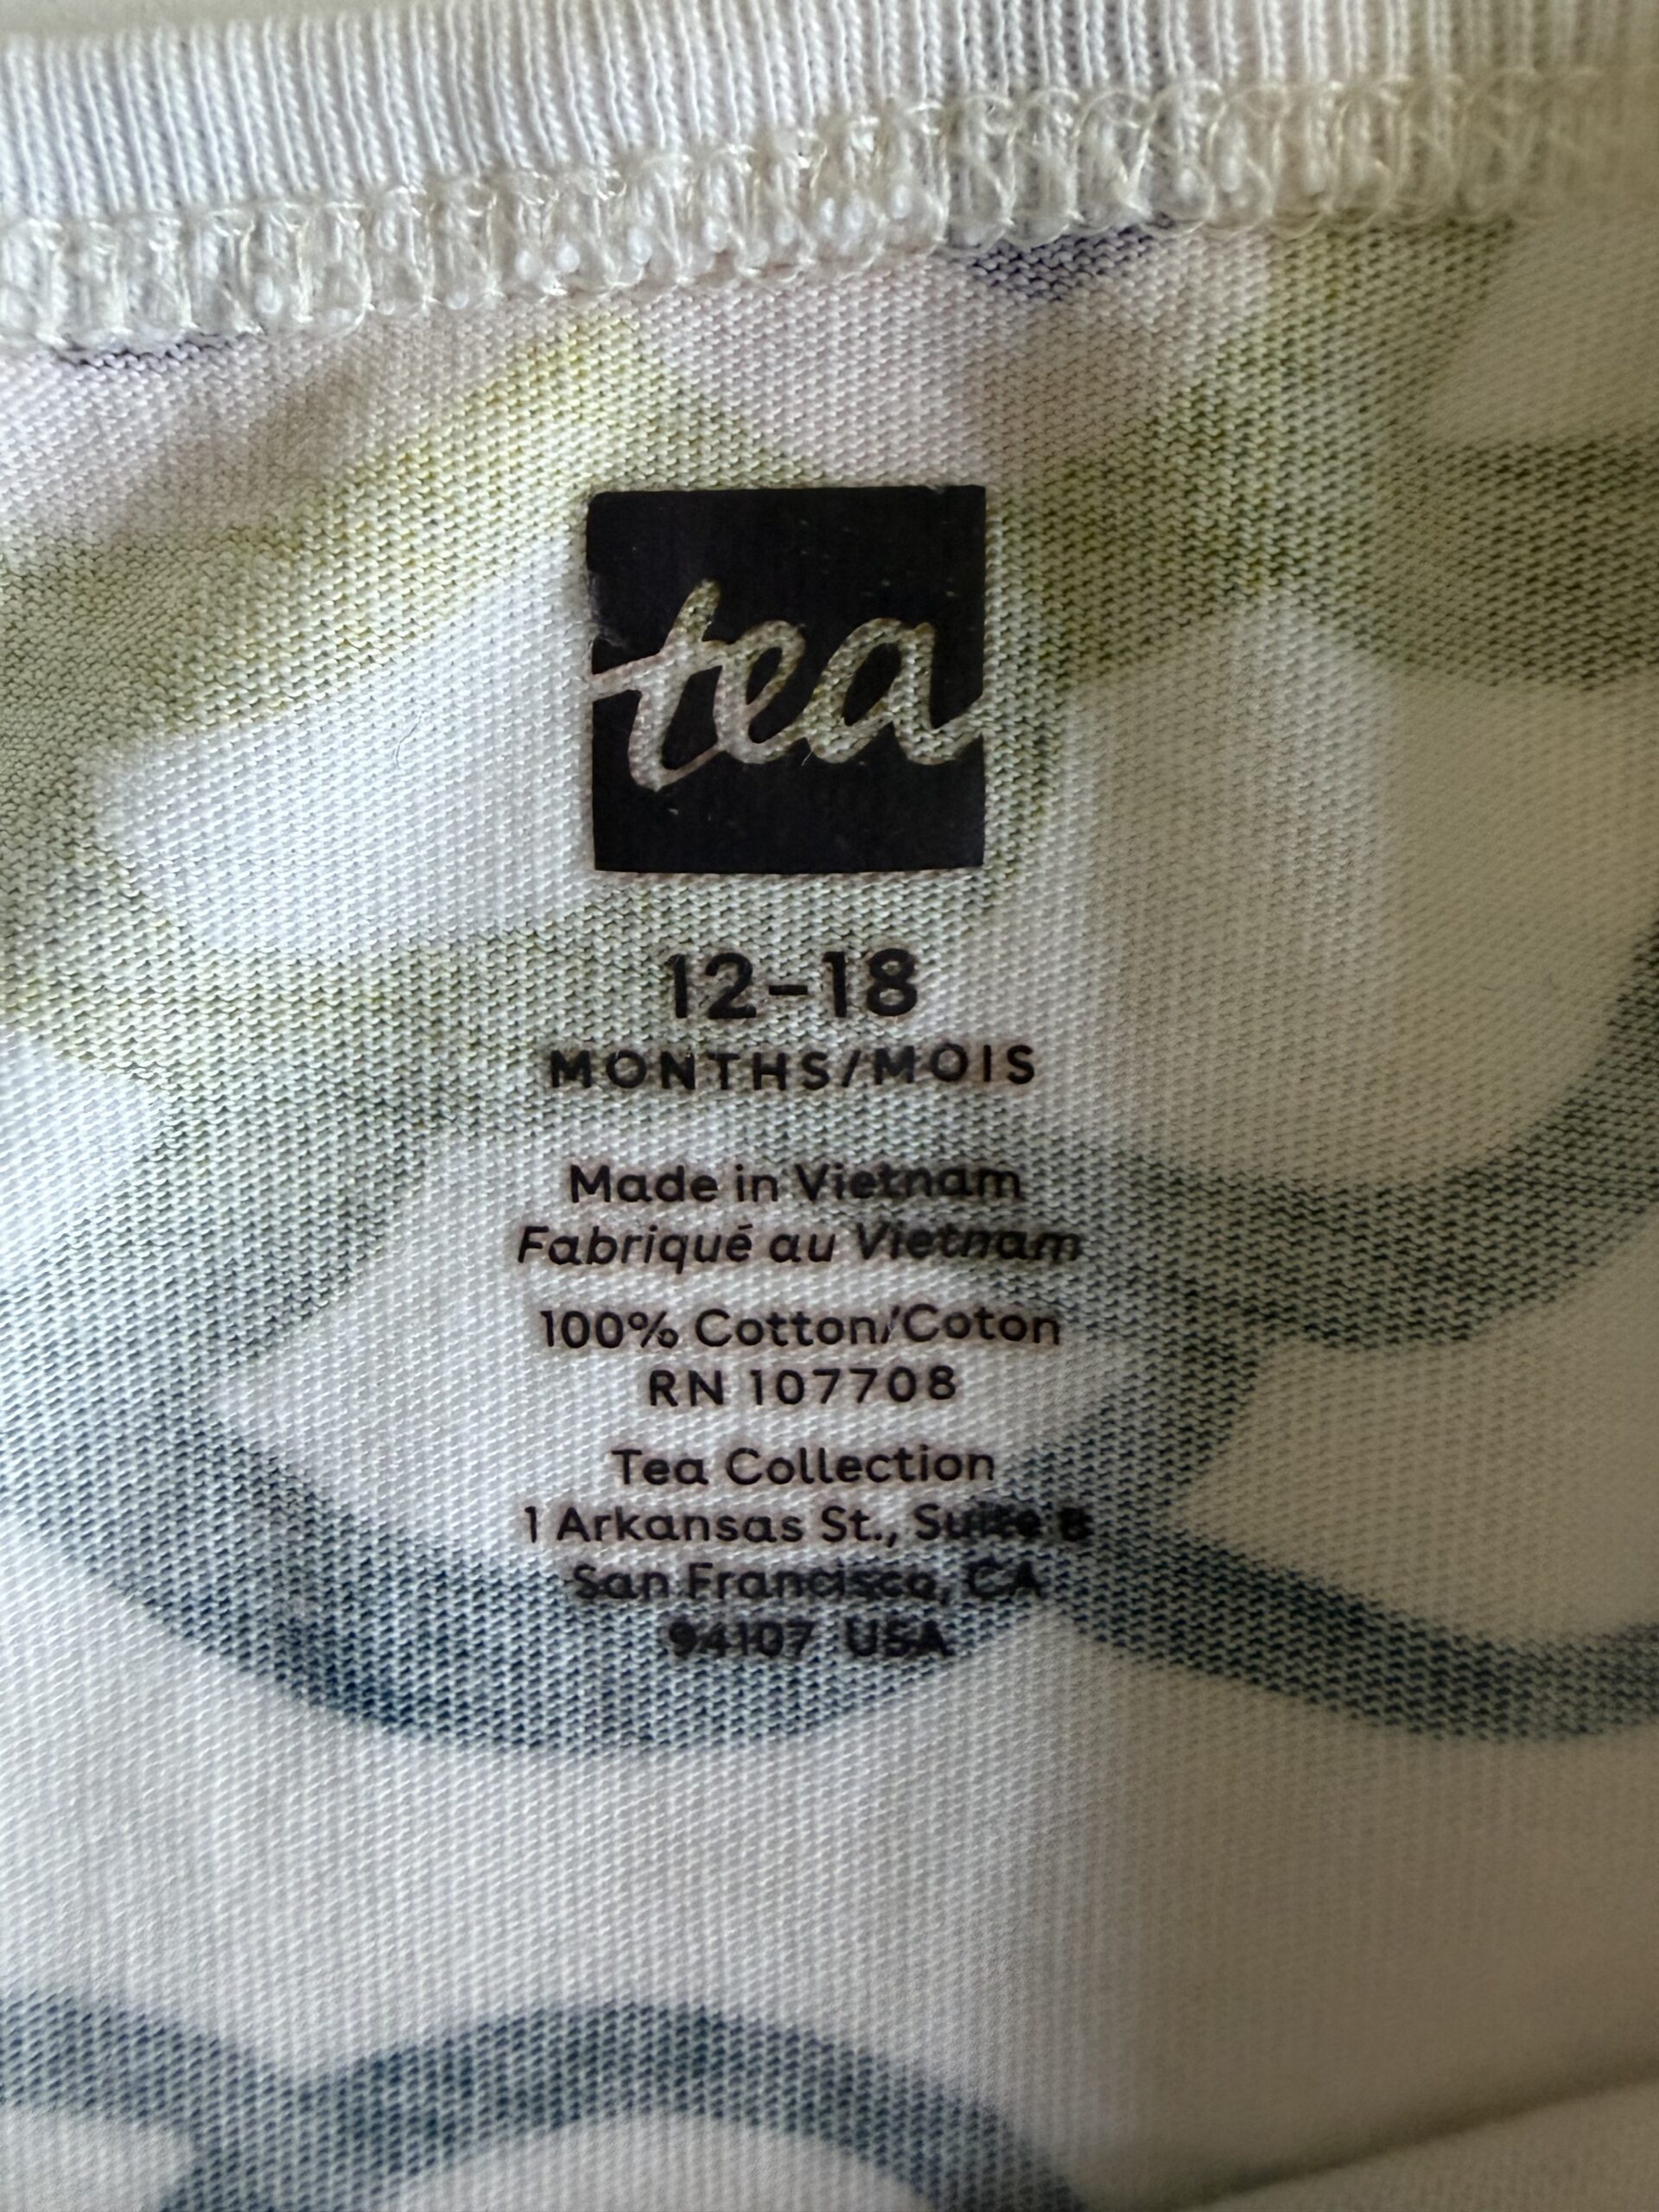 tea
12–18
MONTHS/MOIS
Made in Vietnam
Fabriqué au Vietnam
100% Cotton/Coton
RN 107708
Tea Collection
1 Arkansas St., Suite B
San Francisco, CA
94107 USA